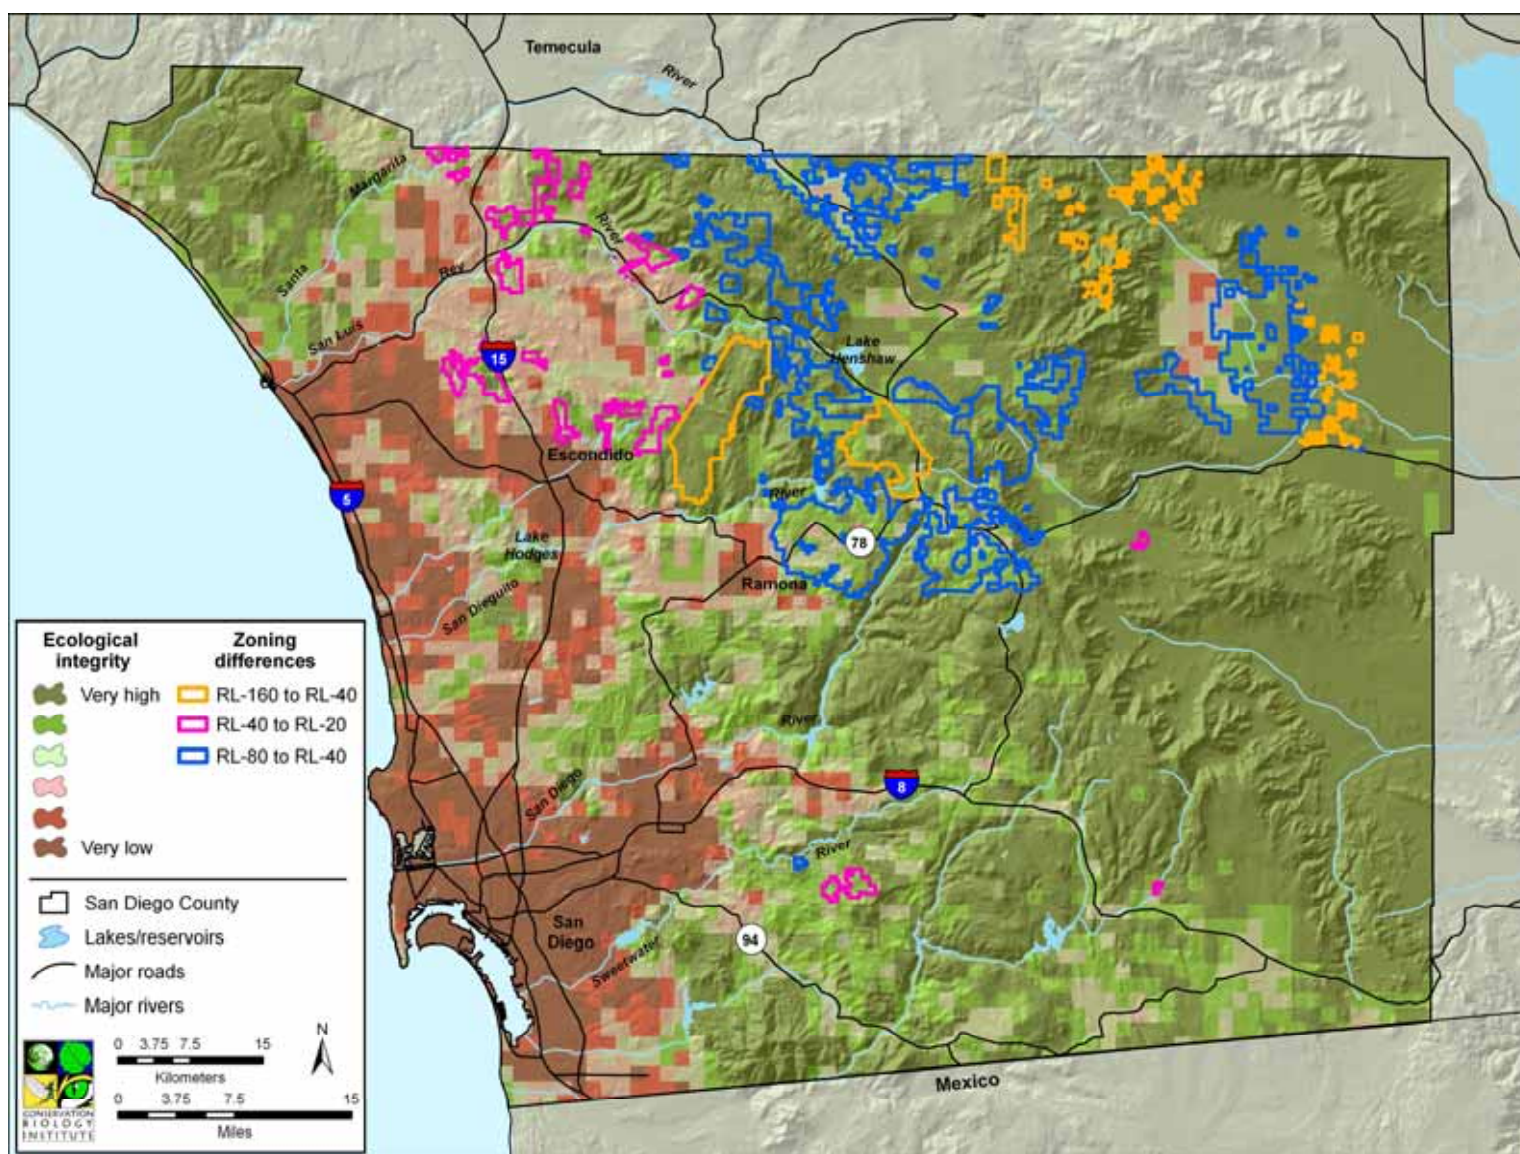 Temecula
River
Margarita
Santa
River
Rey
San Luis
15
Lake
Henshaw
Escondido
5
River
Lake
Hodges
78
Ramona
San Dieguito
River
San Diego
8
River
San
Diego
94
Sweetwater
Mexico
Ecological
integrity
Zoning
differences
Very high
RL-160 to RL-40
RL-40 to RL-20
RL-80 to RL-40
Very low
San Diego County
Lakes/reservoirs
Major roads
Major rivers
N
0 3.75 7.5 15
Kilometers
0 3.75 7.5 15
Miles
CONSERVATION
BIOLOGY
INSTITUTE